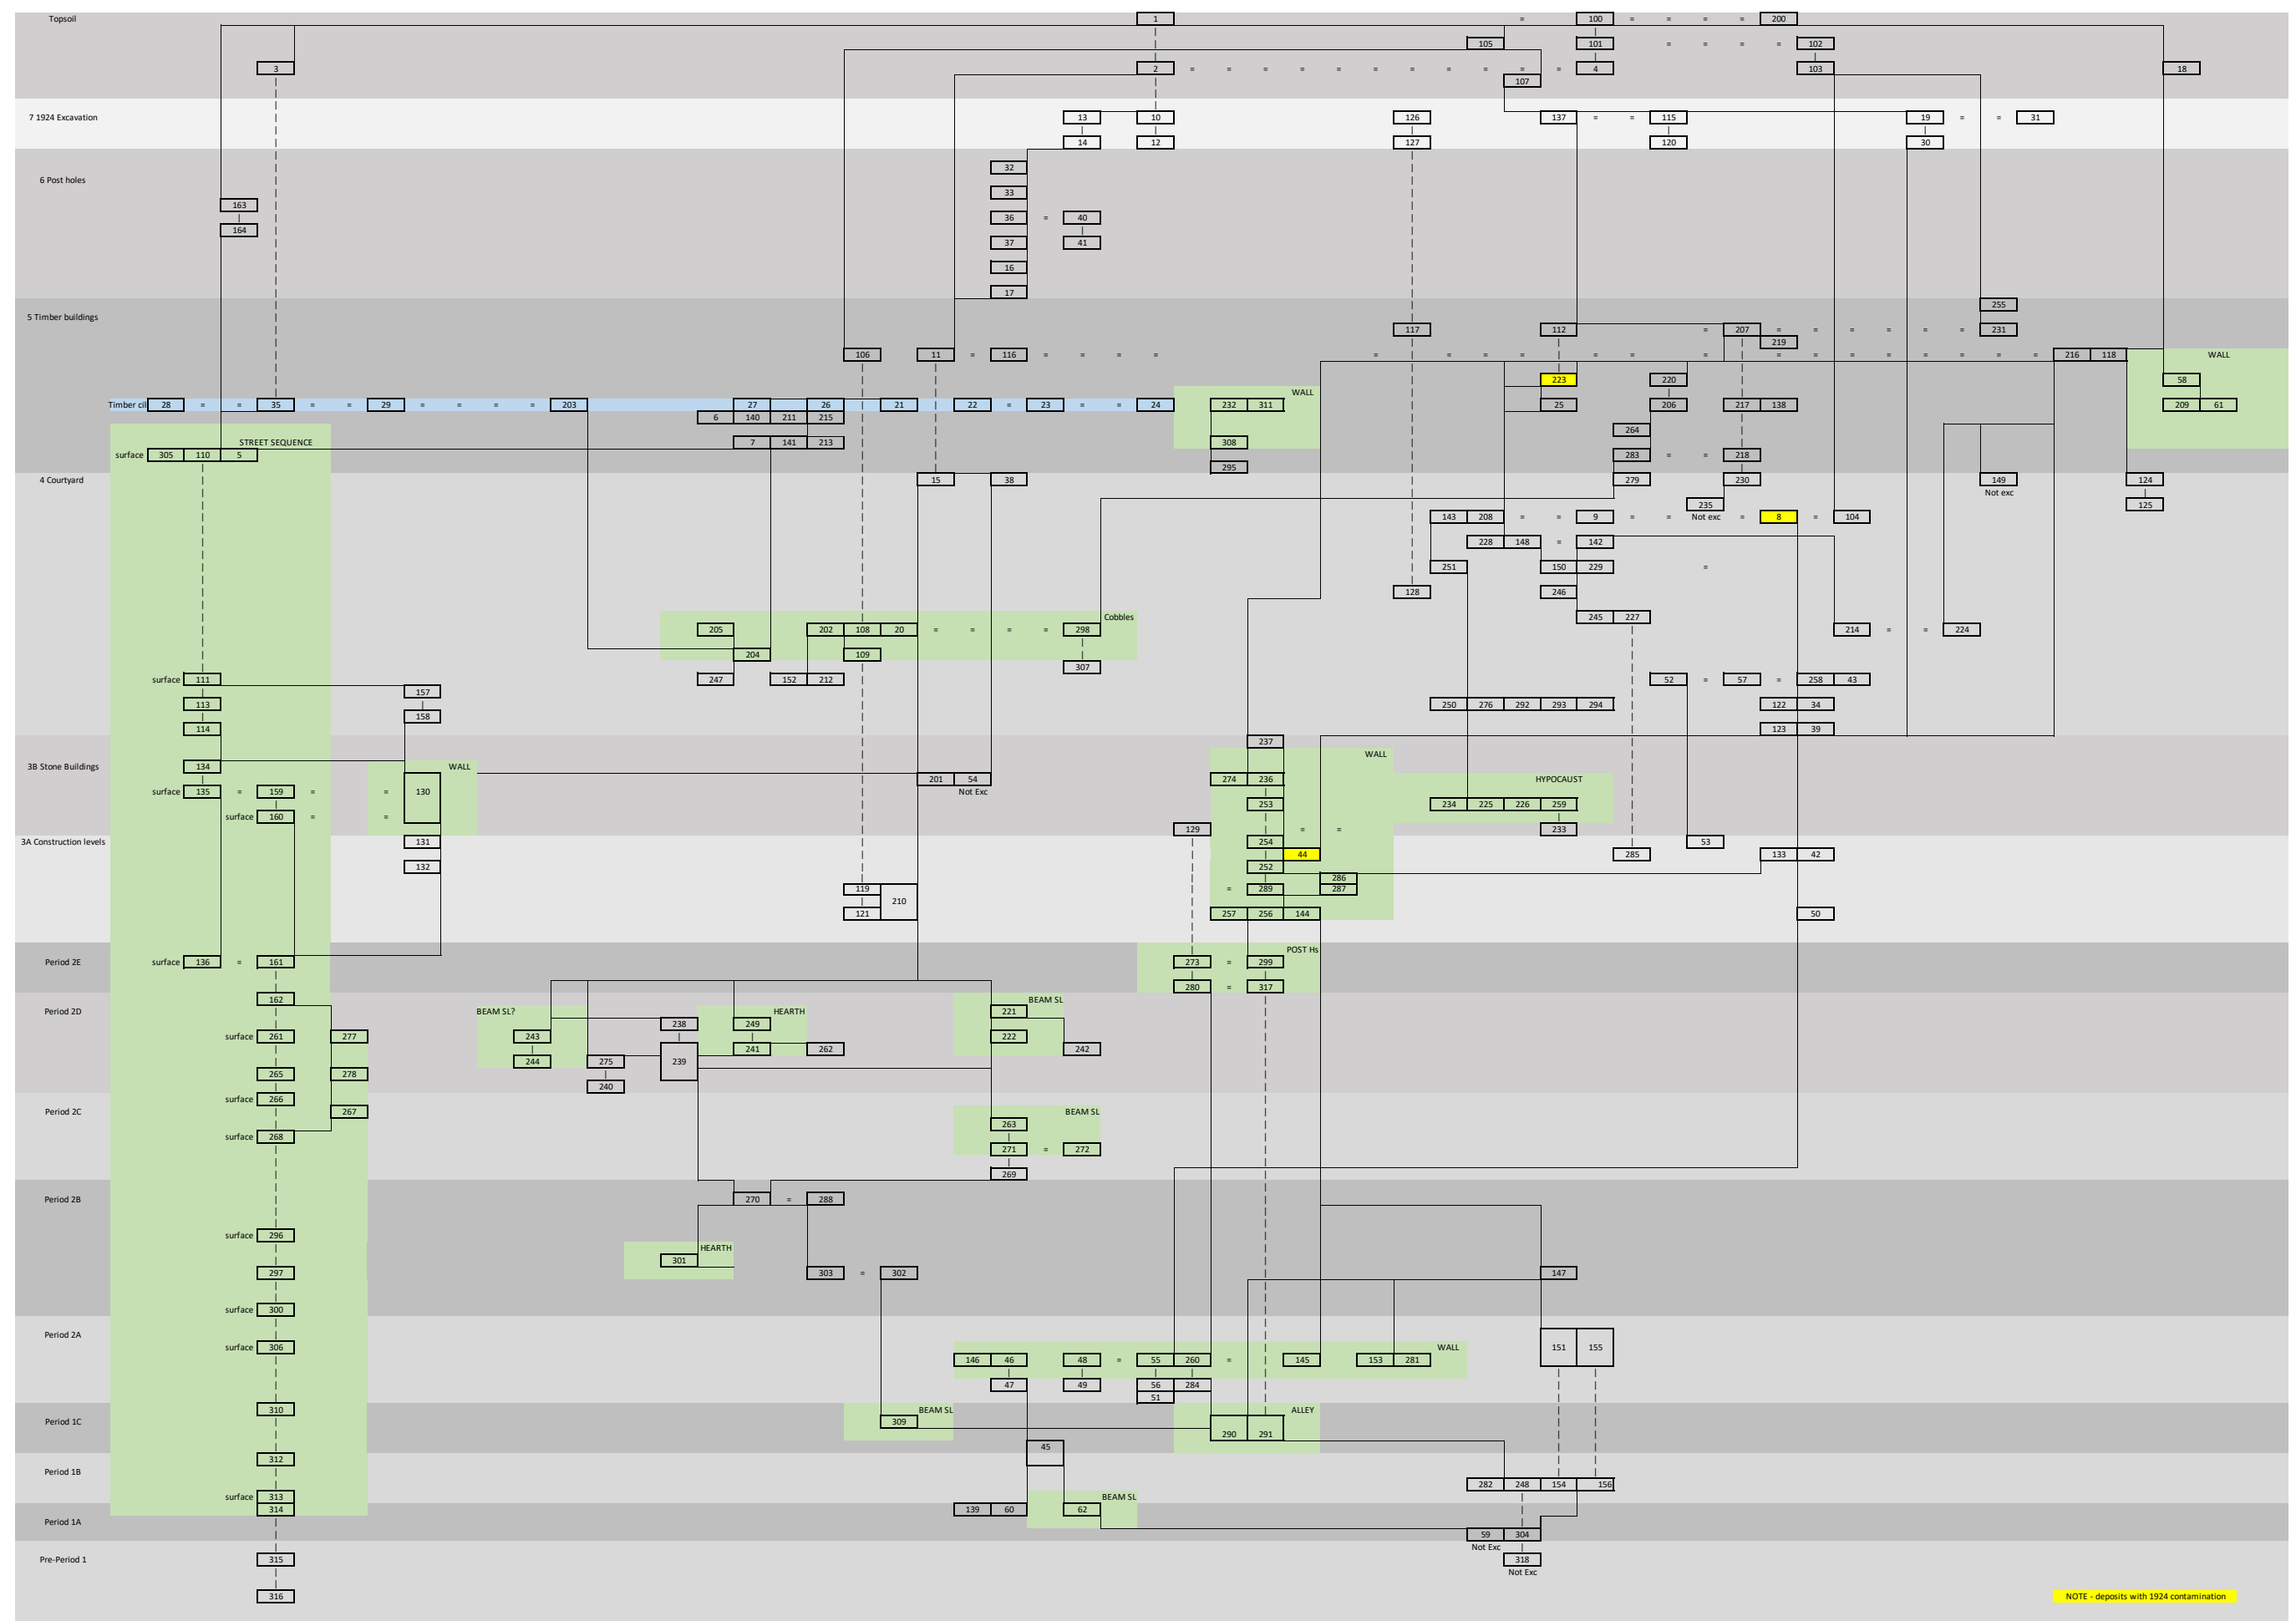 Topsoil 1 = 100 = = = = 200
105 101 = = = = 102
3 2 = = = = = = = = = = = 4 103 18
107
7 1924 Excavation 13 10 126 137 = = 115 19 = = 31
14 12 127 120 30
32
6 Post holes
33
163
36 = 40
164
37 41
16
17
255
5 Timber buildings
117 112 = 207 = = = = = = 231
219
106 11 = 116 = = = = = = = = = = = = = = = = = = = = = = 216 118 WALL
223 220 58
WALL
Timber cil 28 = = 35 = = 29 = = = = 203 27 26 21 22 = 23 = 24 232 311 25 206 217 138 209 61
6 140 211 215
264
STREET SEQUENCE 7 141 213 308
surface 305 110 5 283 = = 218
295
4 Courtyard 15 38 279 230 149 124
Not exc
235 125
143 208 = = 9 = = Not exc = 8 = 104
228 148 = 142
251 150 229 =
128 246
Cobbles 245 227
205 202 108 20 = = = = 298 214 = = 224
204 109
307
surface 111 247 152 212 52 = 57 = 258 43
157
113 250 276 292 293 294 122 34
158
114 123 39
237
WALL
3B Stone Buildings 134 WALL
201 54 274 236 HYPOCAUST
surface 135 = 159 = = 130 Not Exc
253 234 225 226 259
surface 160 = =
129 = = 233
3A Construction levels 131 254 53
44 285 133 42
132 252
286
119 210 = 289 287
121 257 256 144 50
POST Hs
Period 2E surface 136 = 161 273 = 299
280 = 317
162 BEAM SL
Period 2D BEAM SL? HEARTH 221
238 249
surface 261 277 243 222
241 262 242
244 275 239
265 278
240
surface 266
Period 2C 267 BEAM SL
263
surface 268
271 = 272
269
Period 2B 270 = 288
surface 296
HEARTH
301
297 303 = 302 147
surface 300
Period 2A
surface 306 WALL 151 155
146 46 48 = 55 260 = 145 153 281
47 49 56 284
51
310 BEAM SL ALLEY
Period 1C 309
290 291
45
312
Period 1B
282 248 154 156
surface 313 BEAM SL
314 139 60 62
Period 1A
59 304
Not Exc
Pre-Period 1 315 318
Not Exc
316 NOTE - deposits with 1924 contamination